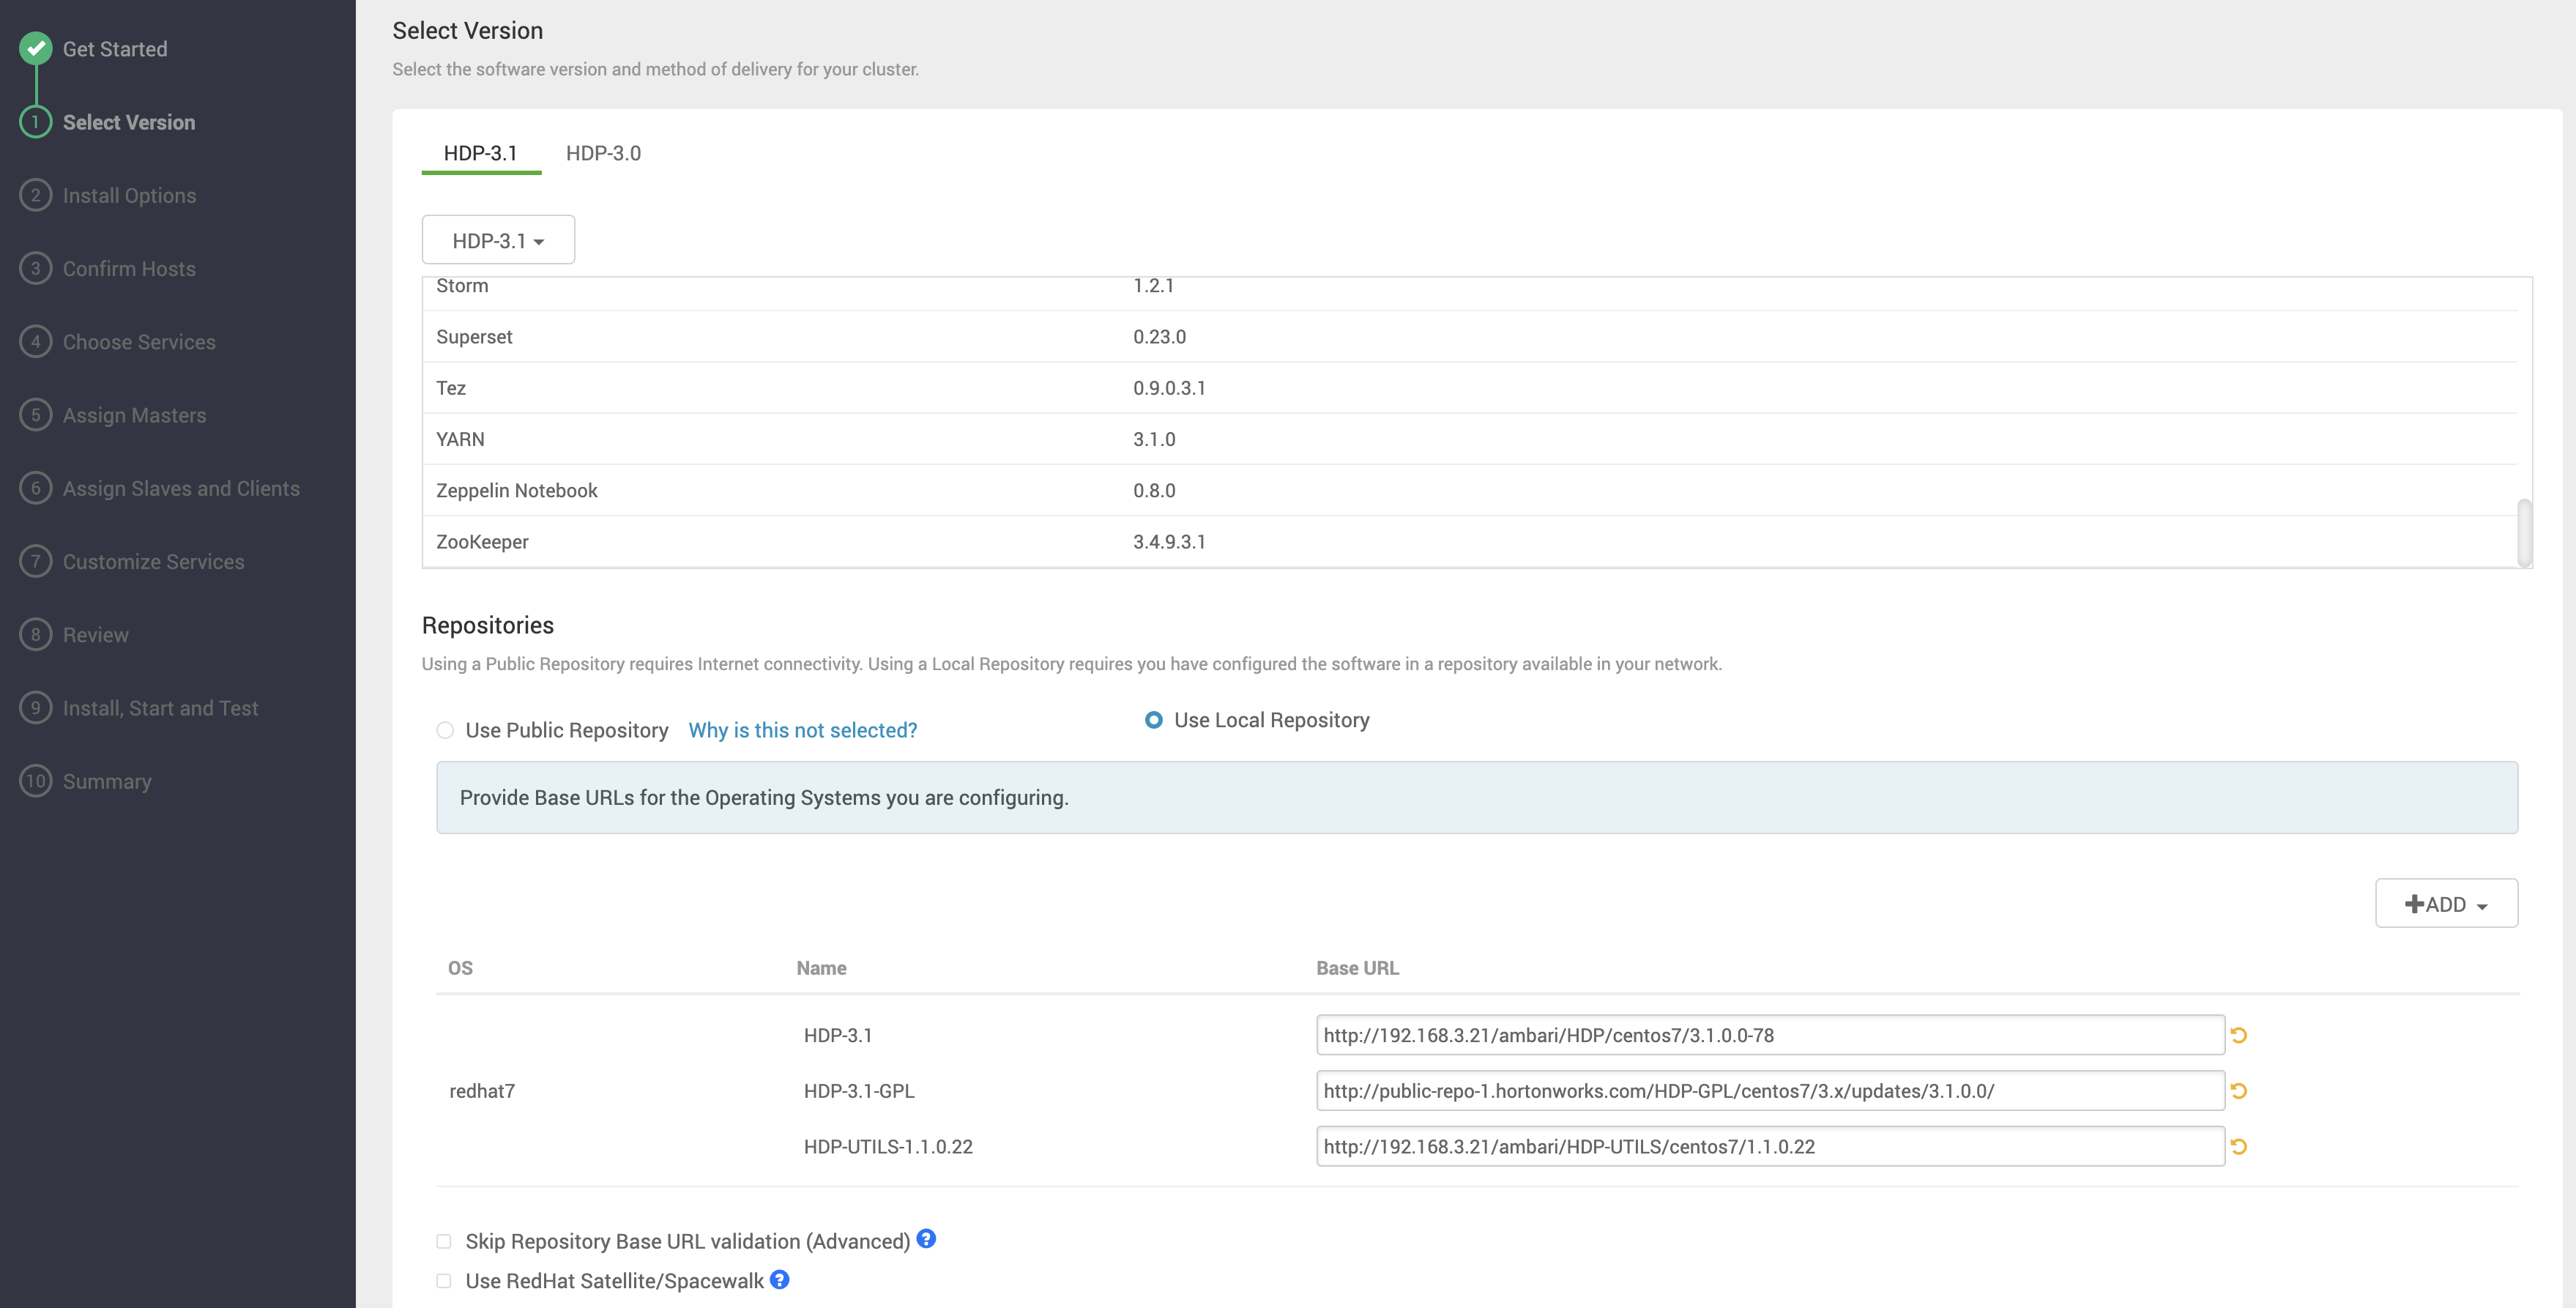 Get Started
1 Select Version
2 Install Options
3 Confirm Hosts
4 Choose Services
5 Assign Masters
6 Assign Slaves and Clients
7 Customize Services
8 Review
9 Install, Start and Test
10 Summary
Select Version
Select the software version and method of delivery for your cluster.
HDP-3.1 HDP-3.0
HDP-3.1
Storm 1.2.1
Superset 0.23.0
Tez 0.9.0.3.1
YARN 3.1.0
Zeppelin Notebook 0.8.0
ZooKeeper 3.4.9.3.1
Repositories
Using a Public Repository requires Internet connectivity. Using a Local Repository requires you have configured the software in a repository available in your network.
Use Public Repository Why is this not selected? Use Local Repository
Provide Base URLs for the Operating Systems you are configuring.
ADD
OS Name Base URL
HDP-3.1 http://192.168.3.21/ambari/HDP/centos7/3.1.0.0-78
redhat7 HDP-3.1-GPL http://public-repo-1.hortonworks.com/HDP-GPL/centos7/3.x/updates/3.1.0.0/
HDP-UTILS-1.1.0.22 http://192.168.3.21/ambari/HDP-UTILS/centos7/1.1.0.22
Skip Repository Base URL validation (Advanced) ?
Use RedHat Satellite/Spacewalk ?